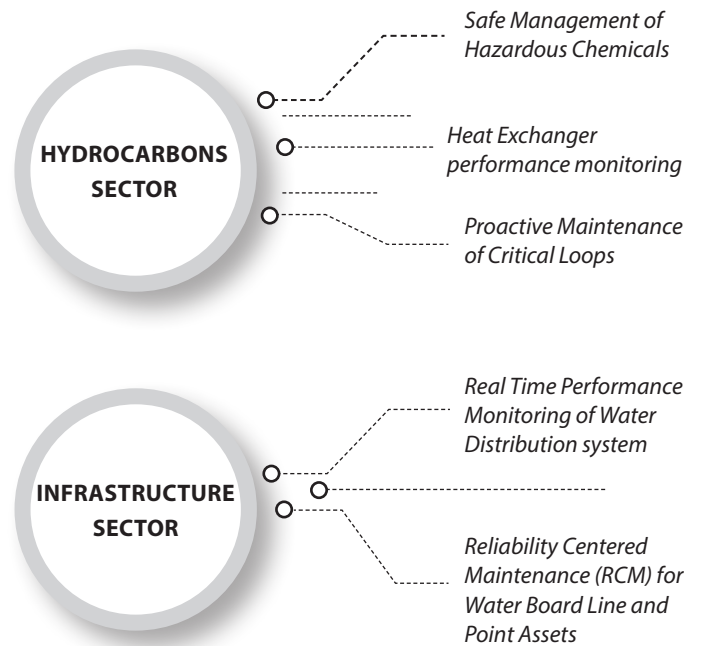 HYDROCARBONS
SECTOR
Safe Management of
Hazardous Chemicals
Heat Exchanger
performance monitoring
Proactive Maintenance
of Critical Loops
INFRASTRUCTURE
SECTOR
Real Time Performance
Monitoring of Water
Distribution system
Reliability Centered
Maintenance (RCM) for
Water Board Line and
Point Assets